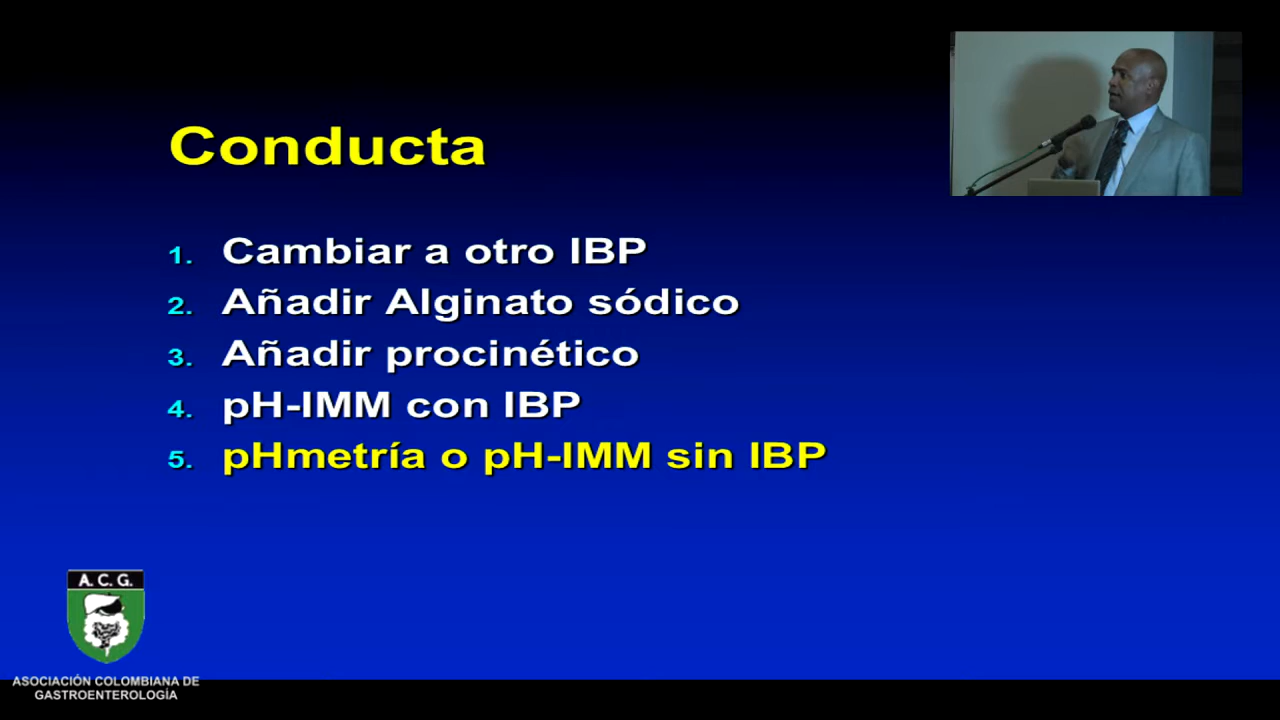 Conducta
1. Cambiar a otro IBP
2. Añadir Alginato sódico
3. Añadir procinético
4. pH-IMM con IBP
5. pHmetría o pH-IMM sin IBP
A. C. G.
ASOCIACIÓN COLOMBIANA DE
GASTROENTEROLOGÍA